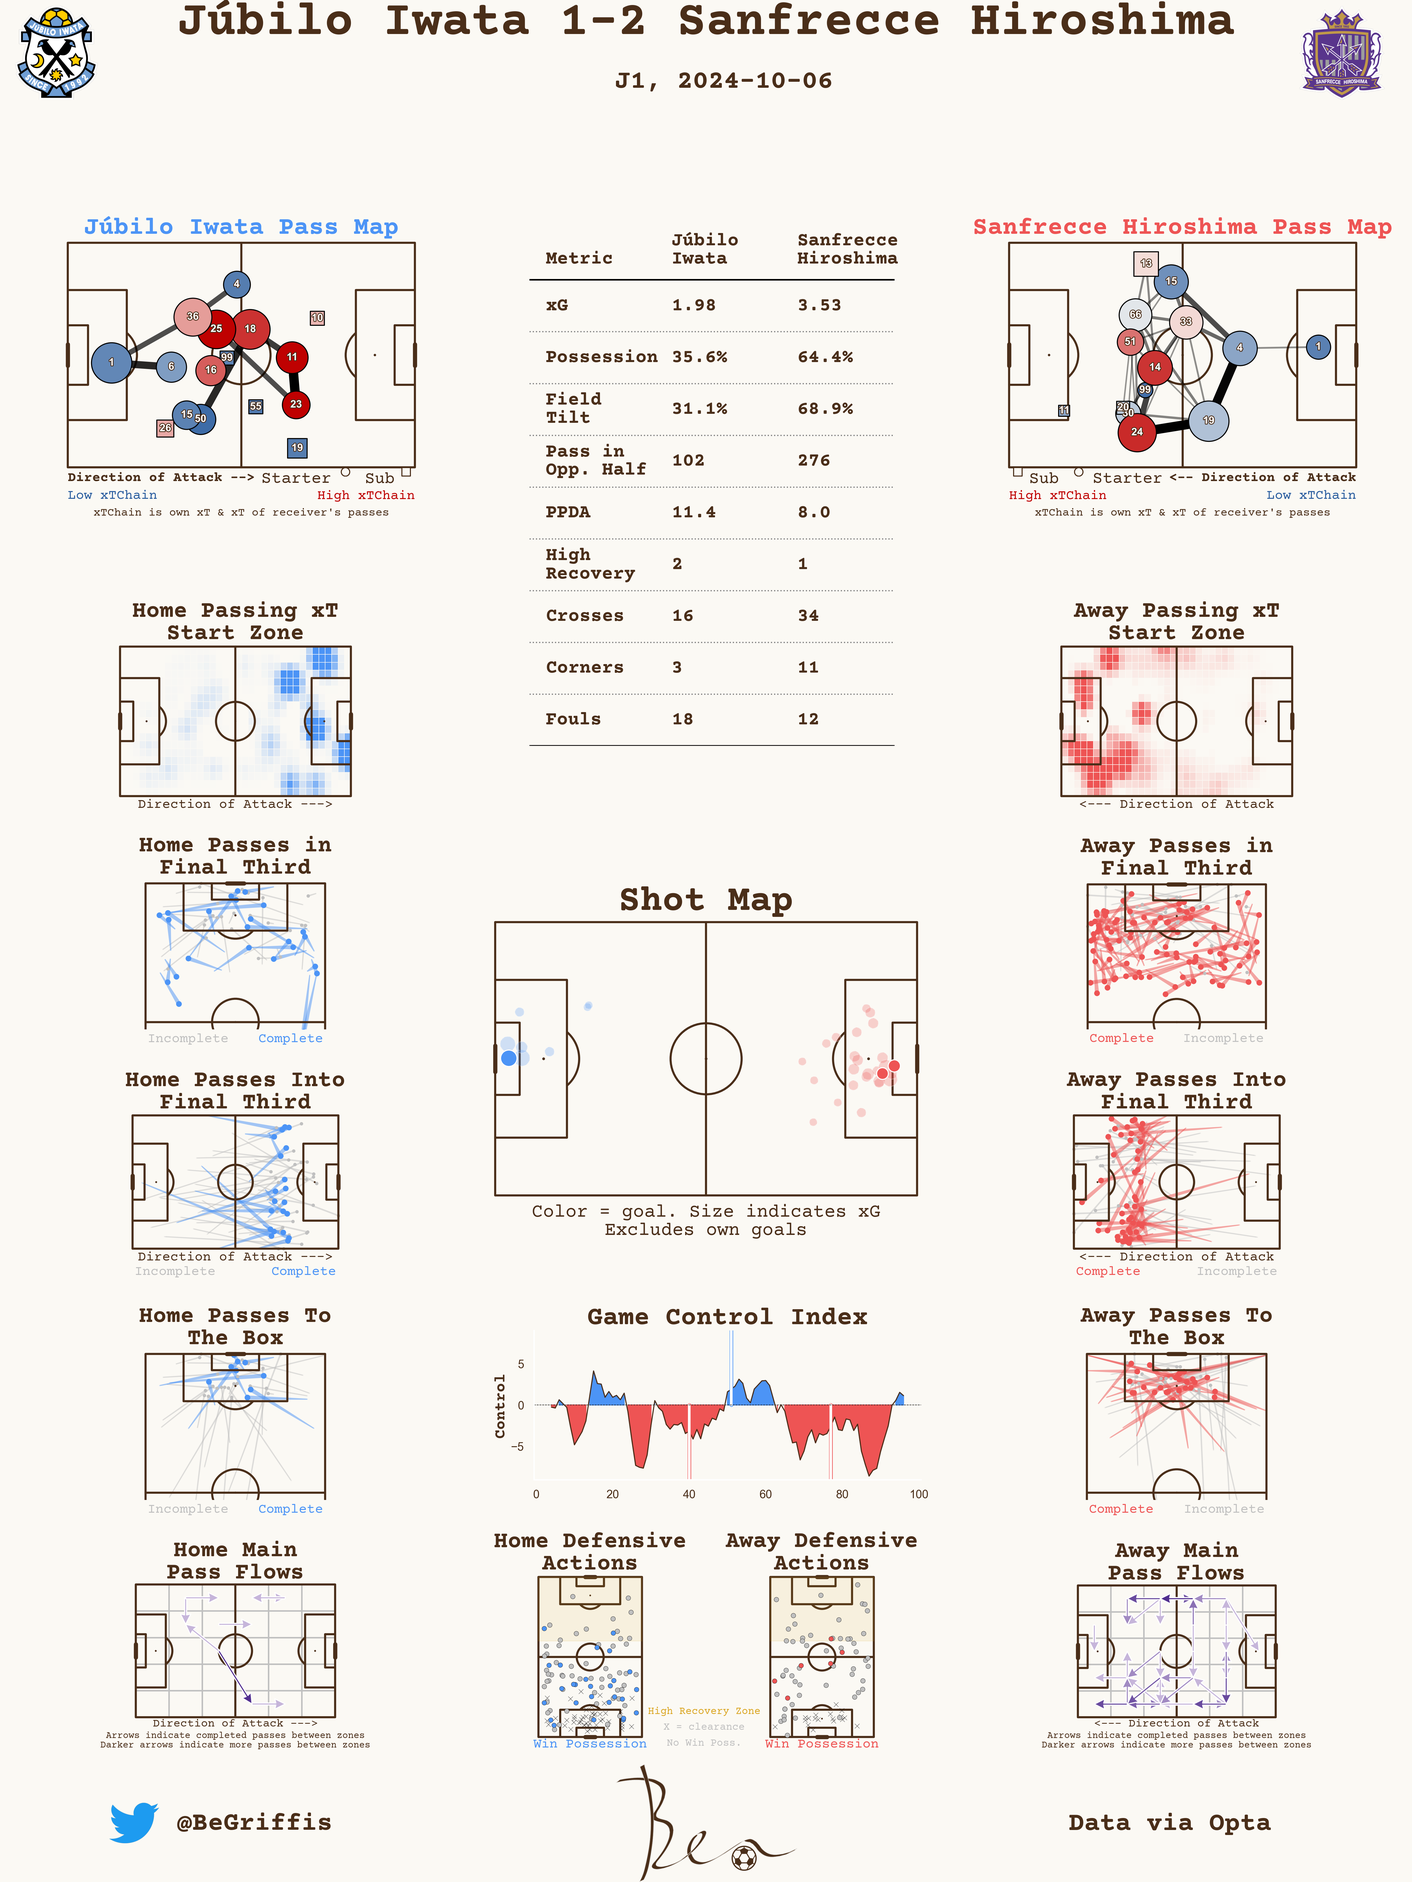 Júbilo Iwata 1-2 Sanfrecce Hiroshima
J1, 2024-10-06
JUBILO IWATA
SINCE 1992
SANFRECCE HIROSHIMA
Júbilo Iwata Pass Map
4
36
25
18
10
1
6
16
99
11
15
50
55
23
26
19
Direction of Attack --> Starter Sub
Low xTChain High xTChain
xTChain is own xT & xT of receiver's passes
Metric Júbilo Iwata Sanfrecce Hiroshima
xG 1.98 3.53
Possession 35.6% 64.4%
Field Tilt 31.1% 68.9%
Pass in Opp. Half 102 276
PPDA 11.4 8.0
High Recovery 2 1
Crosses 16 34
Corners 3 11
Fouls 18 12
Sanfrecce Hiroshima Pass Map
13
15
66
33
51
4
1
14
99
11
20
30
19
24
Sub Starter <-- Direction of Attack
High xTChain Low xTChain
xTChain is own xT & xT of receiver's passes
Home Passing xT
Start Zone
Direction of Attack --->
Away Passing xT
Start Zone
<--- Direction of Attack
Home Passes in
Final Third
Incomplete Complete
Away Passes in
Final Third
Complete Incomplete
Shot Map
Color = goal. Size indicates xG
Excludes own goals
Home Passes Into
Final Third
Direction of Attack --->
Incomplete Complete
Away Passes Into
Final Third
<--- Direction of Attack
Complete Incomplete
Home Passes To
The Box
Incomplete Complete
Game Control Index
Control
5
0
−5
0 20 40 60 80 100
Away Passes To
The Box
Complete Incomplete
Home Main
Pass Flows
Direction of Attack --->
Arrows indicate completed passes between zones
Darker arrows indicate more passes between zones
Home Defensive
Actions
Win Possession
High Recovery Zone
X = clearance
No Win Poss.
Away Defensive
Actions
Win Possession
Away Main
Pass Flows
<--- Direction of Attack
Arrows indicate completed passes between zones
Darker arrows indicate more passes between zones
@BeGriffis
Ben
Data via Opta